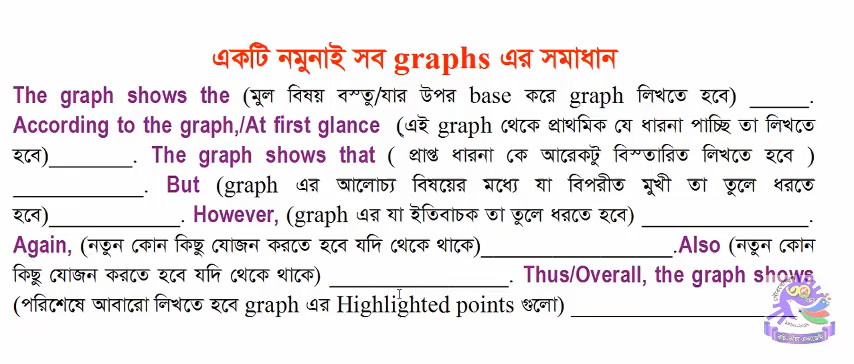 একটি নমুনাই সব graphs এর সমাধান
The graph shows the (মুল বিষয় বস্তু/যার উপর base করে graph লিখতে হবে) _____.
According to the graph,/At first glance (এই graph থেকে প্রাথমিক যে ধারনা পাচ্ছি তা লিখতে
হবে)________. The graph shows that ( প্রাপ্ত ধারনা কে আরেকটু বিস্তারিত লিখতে হবে )
____________. But (graph এর আলোচ্য বিষয়ের মধ্যে যা বিপরীত মুখী তা তুলে ধরতে
হবে)____________. However, (graph এর যা ইতিবাচক তা তুলে ধরতে হবে) ________________.
Again, (নতুন কোন কিছু যোজন করতে হবে যদি থেকে থাকে)__________________.Also (নতুন কোন
কিছু যোজন করতে হবে যদি থেকে থাকে) _________________. Thus/Overall, the graph shows
(পরিশেষে আবারো লিখতে হবে graph এর Highlighted points গুলো) ______________________